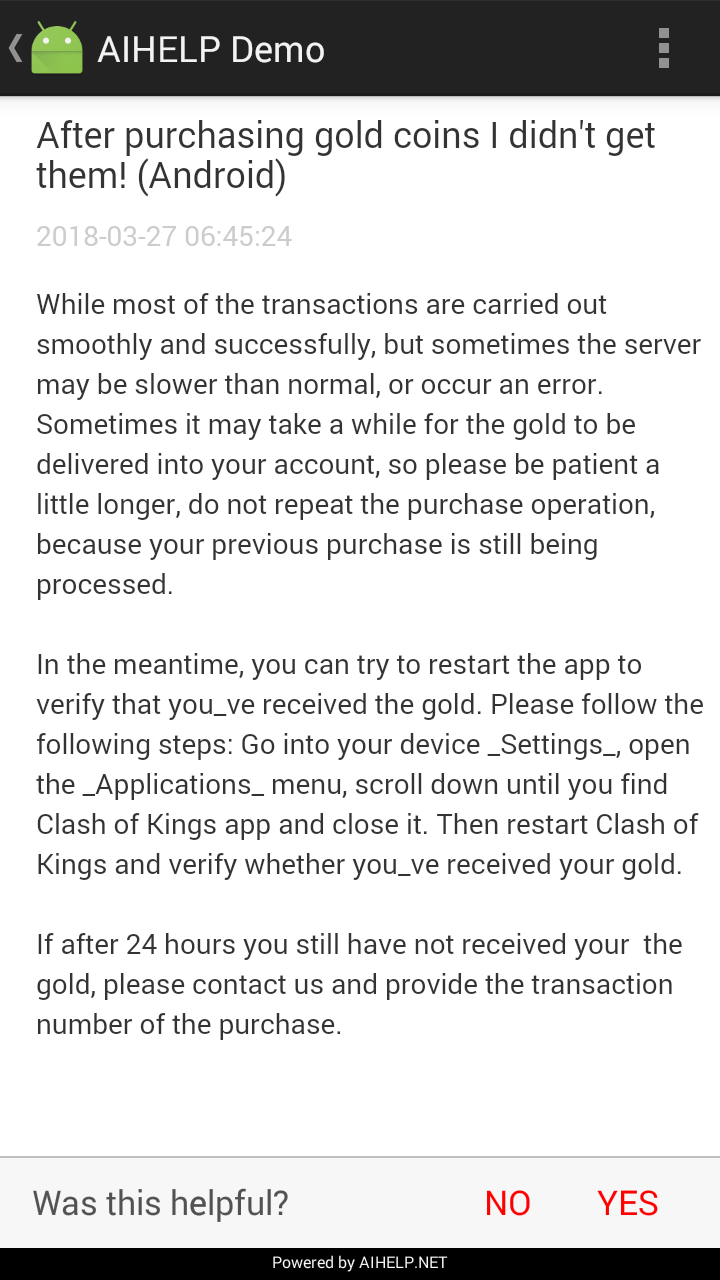 AIHELP Demo
After purchasing gold coins I didn't get
them! (Android)
2018-03-27 06:45:24
While most of the transactions are carried out
smoothly and successfully, but sometimes the server
may be slower than normal, or occur an error.
Sometimes it may take a while for the gold to be
delivered into your account, so please be patient a
little longer, do not repeat the purchase operation,
because your previous purchase is still being
processed.
In the meantime, you can try to restart the app to
verify that you_ve received the gold. Please follow the
following steps: Go into your device _Settings_, open
the _Applications_ menu, scroll down until you find
Clash of Kings app and close it. Then restart Clash of
Kings and verify whether you_ve received your gold.
If after 24 hours you still have not received your  the
gold, please contact us and provide the transaction
number of the purchase.
Was this helpful? NO YES
Powered by AIHELP.NET